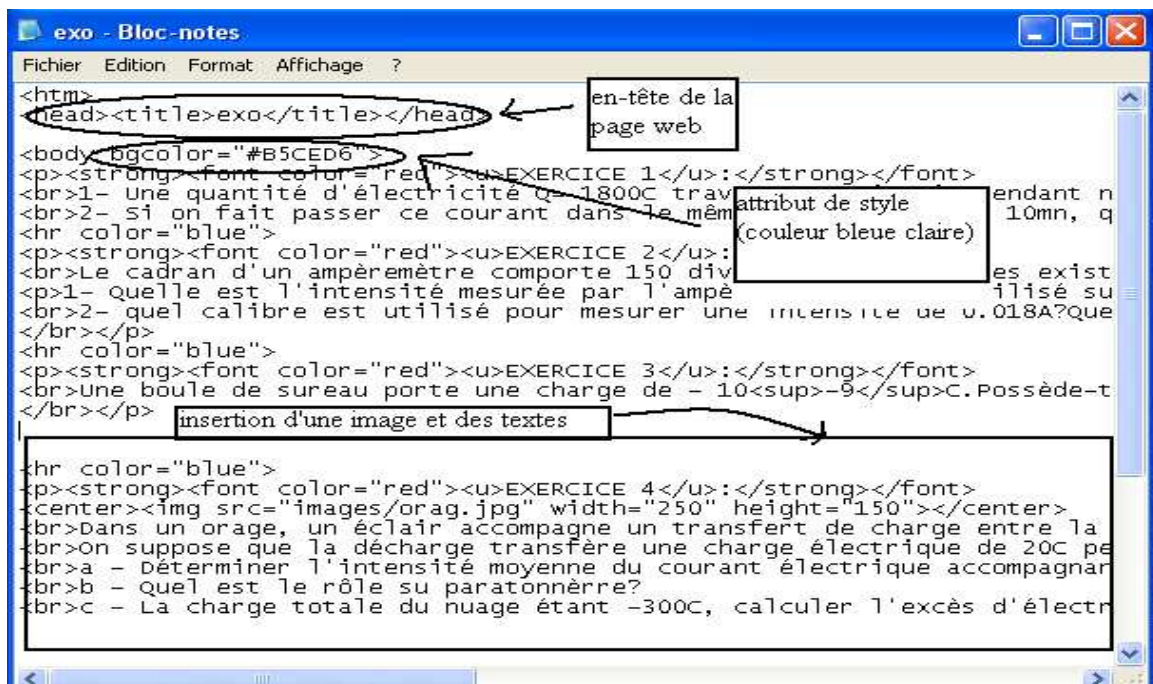 exo - Bloc-notes
Fichier Edition Format Affichage ?
<htm>
<head><title>exo</title></head>
en-tête de la
page web
<body bgcolor="#B5CED6">
<p><strong><font color="red"><u>EXERCICE 1</u>:</strong></font>
<br>1- Une quantité d'électricité Q= 1800C trav endant n
<br>2- Si on fait passer ce courant dans le mêm 10mn, q
attribut de style
(couleur bleue claire)
<hr color="blue">
<p><strong><font color="red"><u>EXERCICE 2</u>:
<br>Le cadran d'un ampèremètre comporte 150 div es exist
<p>1- Quelle est l'intensité mesurée par l'ampè ilisé su
<br>2- quel calibre est utilisé pour mesurer une intensité de 0.018A?Que
</br></p>
<hr color="blue">
<p><strong><font color="red"><u>EXERCICE 3</u>:</strong></font>
<br>Une boule de sureau porte une charge de - 10<sup>-9</sup>C.Possède-t
</br></p>
insertion d'une image et des textes
<hr color="blue">
<p><strong><font color="red"><u>EXERCICE 4</u>:</strong></font>
<center><img src="images/orag.jpg" width="250" height="150"></center>
<br>Dans un orage, un éclair accompagne un transfert de charge entre la
<br>On suppose que la décharge transfère une charge électrique de 20C pe
<br>a - Déterminer l'intensité moyenne du courant électrique accompagnan
<br>b - Quel est le rôle su paratonnèrre?
<br>c - La charge totale du nuage étant -300C, calculer l'excès d'électr